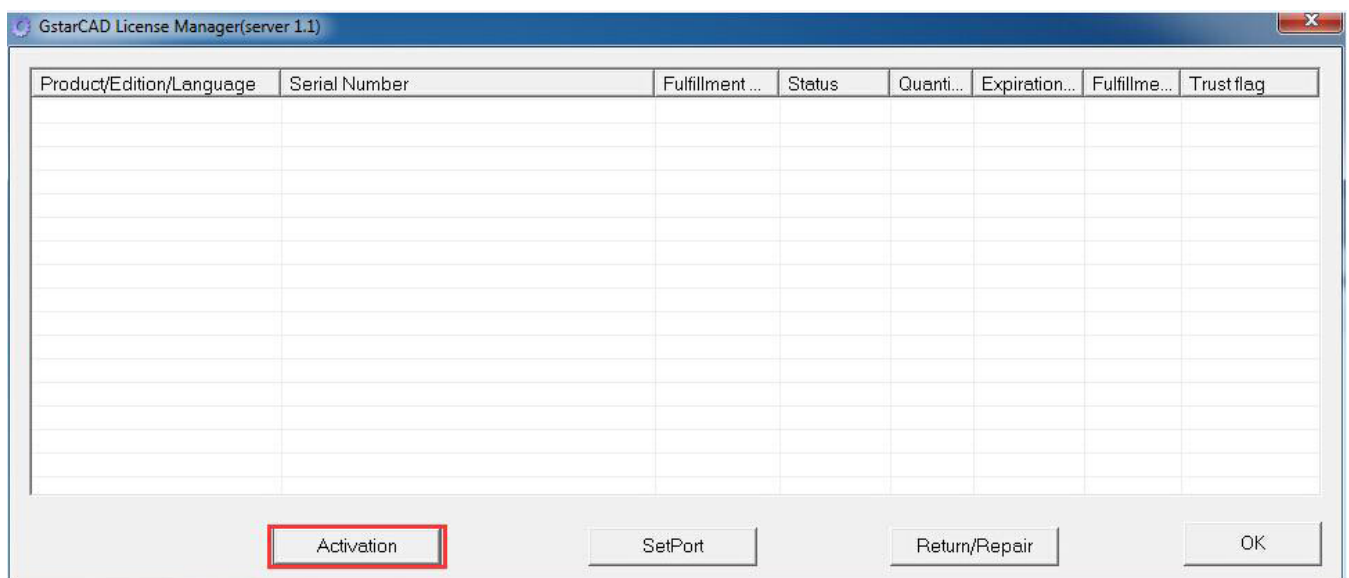 GstarCAD License Manager(server 1.1)
Product/Edition/Language Serial Number Fulfillment ... Status Quanti... Expiration... Fulfillme... Trust flag
Activation SetPort Return/Repair OK